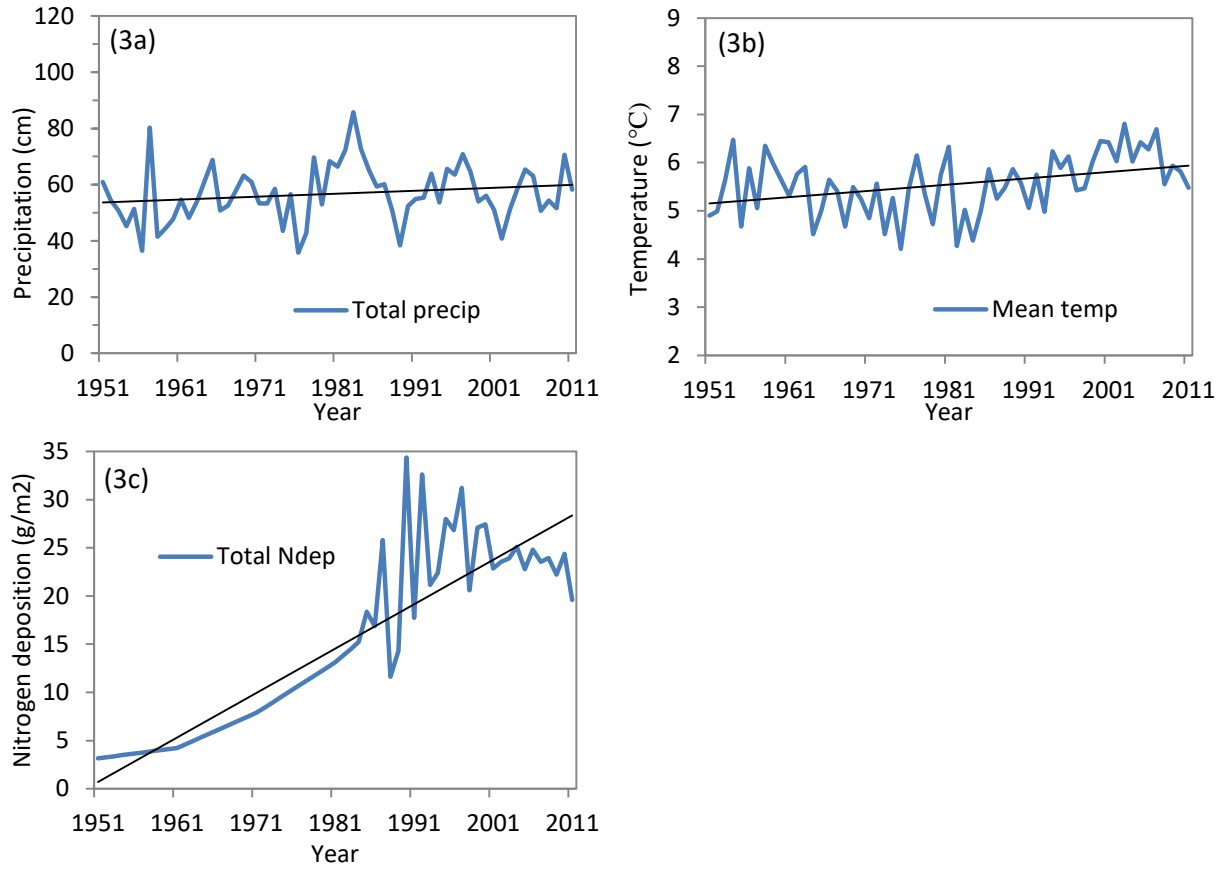 (3a)
Precipitation (cm)
120
100
80
60
40
20
0
Total precip
1951 1961 1971 1981 1991 2001 2011
Year
(3b)
Temperature (°C)
9
8
7
6
5
4
3
2
Mean temp
1951 1961 1971 1981 1991 2001 2011
Year
(3c)
Nitrogen deposition (g/m2)
35
30
25
20
15
10
5
0
Total Ndep
1951 1961 1971 1981 1991 2001 2011
Year